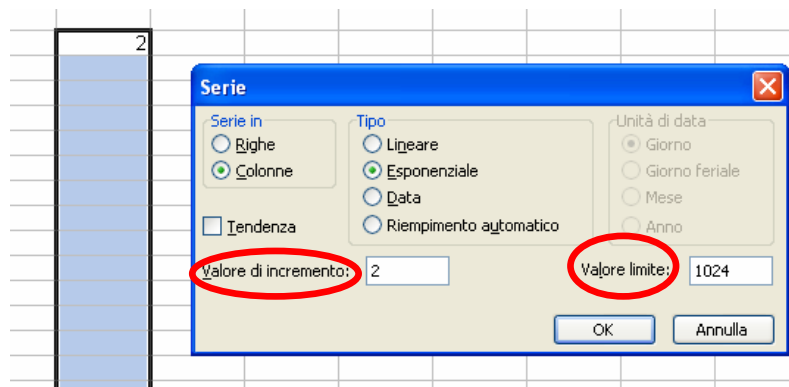 2
Serie
Serie in
Righe
Colonne
Tendenza
Tipo
Lineare
Esponenziale
Data
Riempimento automatico
Unità di data
Giorno
Giorno feriale
Mese
Anno
Valore di incremento: 2
Valore limite: 1024
OK
Annulla